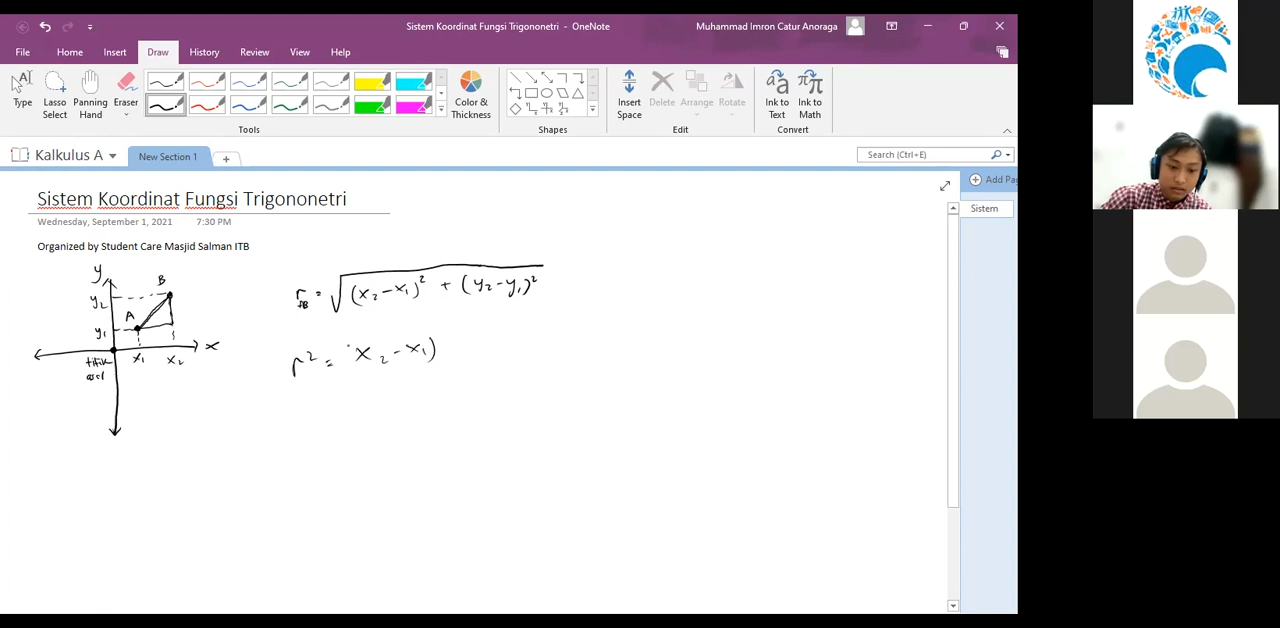 Sistem Koordinat Fungsi Trigononetri - OneNote
Muhammad Imron Catur Anoraga
File Home Insert Draw History Review View Help
Type
Lasso Select
Panning Hand
Eraser
Color & Thickness
Insert Space
Delete
Arrange
Rotate
Ink to Text
Ink to Math
Tools
Shapes
Edit
Convert
Kalkulus A
New Section 1
+
Search (Ctrl+E)
Add Pag
Sistem
Sistem Koordinat Fungsi Trigononetri
Wednesday, September 1, 2021 7:30 PM
Organized by Student Care Masjid Salman ITB
y
B
y₂
A
y₁
x₁ x₂ x
titik
asal
r_AB = √(x₂-x₁)² + (y₂-y₁)²
r² = x₂-x₁)